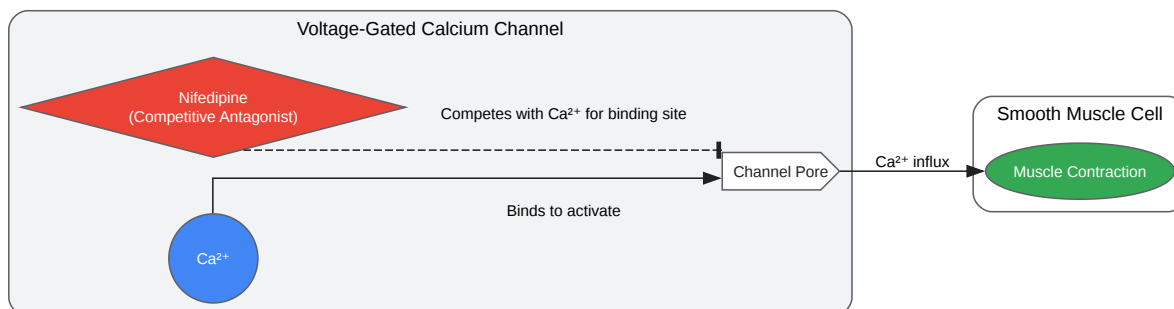 Voltage-Gated Calcium Channel
Nifedipine
(Competitive Antagonist)
Competes with Ca²⁺ for binding site
Smooth Muscle Cell
Channel Pore
Ca²⁺ influx
Muscle Contraction
Binds to activate
Ca²⁺